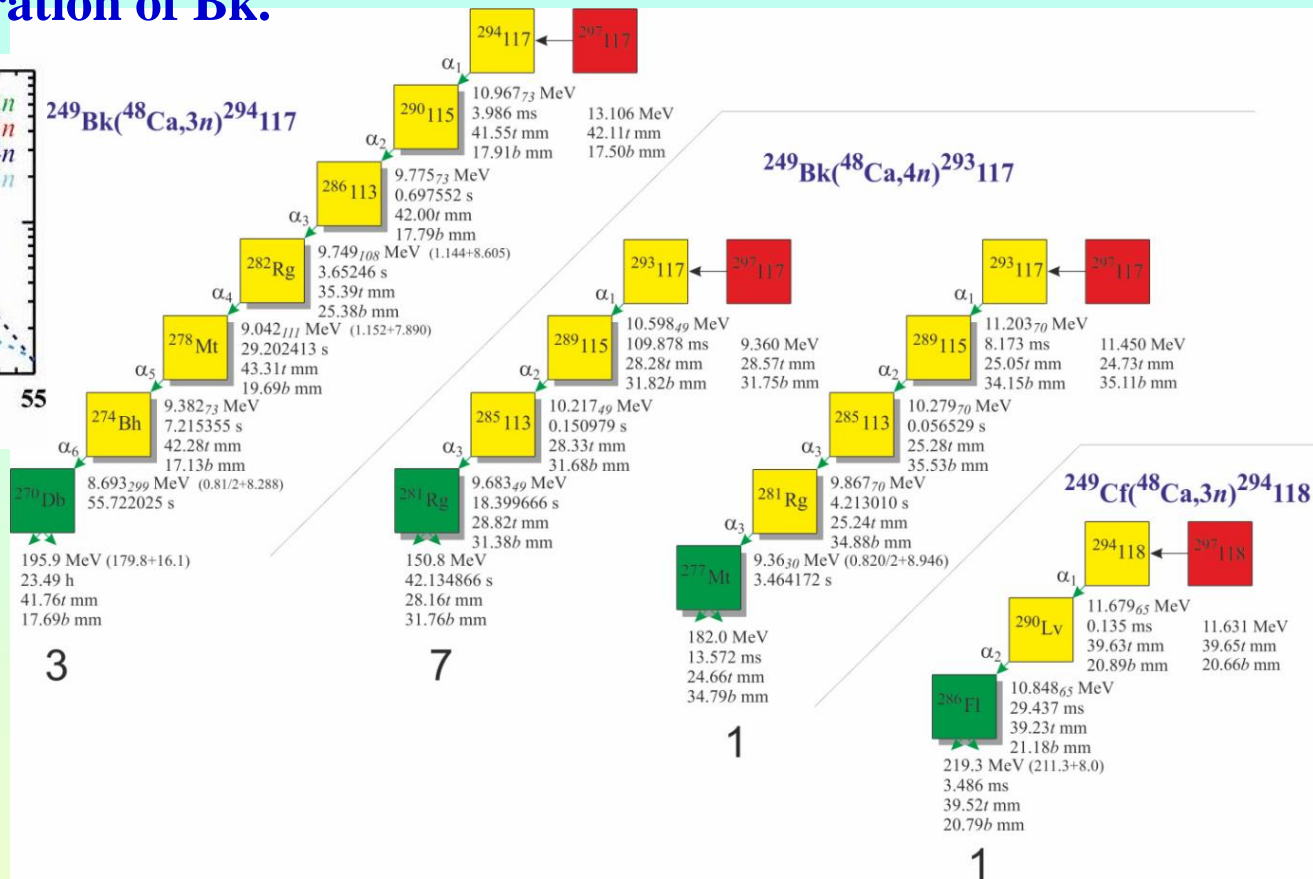 ration of Bk.
n
n
n
n
55
²⁴⁹Bk(⁴⁸Ca,3n)²⁹⁴117
²⁹⁴117
²⁹⁷117
α₁
10.967₇₃ MeV
3.986 ms
41.55t mm
17.91b mm
13.106 MeV
42.11t mm
17.50b mm
²⁹⁰115
α₂
9.775₇₃ MeV
0.697552 s
42.00t mm
17.79b mm
²⁸⁶113
α₃
9.749₁₀₈ MeV (1.144+8.605)
3.65246 s
35.39t mm
25.38b mm
²⁸²Rg
α₄
9.042₁₁₁ MeV (1.152+7.890)
29.202413 s
43.31t mm
19.69b mm
²⁷⁸Mt
α₅
9.382₇₃ MeV
7.215355 s
42.28t mm
17.13b mm
²⁷⁴Bh
α₆
8.693₂₉₉ MeV (0.81/2+8.288)
55.722025 s
²⁷⁰Db
195.9 MeV (179.8+16.1)
23.49 h
41.76t mm
17.69b mm
3
²⁴⁹Bk(⁴⁸Ca,4n)²⁹³117
²⁹³117
²⁹⁷117
α₁
10.598₄₉ MeV
109.878 ms
28.28t mm
31.82b mm
9.360 MeV
28.57t mm
31.75b mm
²⁸⁹115
α₂
10.217₄₉ MeV
0.150979 s
28.33t mm
31.68b mm
²⁸⁵113
α₃
9.683₄₉ MeV
18.399666 s
28.82t mm
31.38b mm
²⁸¹Rg
150.8 MeV
42.134866 s
28.16t mm
31.76b mm
7
²⁹³117
²⁹⁷117
α₁
11.203₇₀ MeV
8.173 ms
25.05t mm
34.15b mm
11.450 MeV
24.73t mm
35.11b mm
²⁸⁹115
α₂
10.279₇₀ MeV
0.056529 s
25.28t mm
35.53b mm
²⁸⁵113
α₃
9.867₇₀ MeV
4.213010 s
25.24t mm
34.88b mm
²⁸¹Rg
α₃
9.36₃₀ MeV (0.820/2+8.946)
3.464172 s
²⁷⁷Mt
182.0 MeV
13.572 ms
24.66t mm
34.79b mm
1
²⁴⁹Cf(⁴⁸Ca,3n)²⁹⁴118
²⁹⁴118
²⁹⁷118
α₁
11.679₆₅ MeV
0.135 ms
39.63t mm
20.89b mm
11.631 MeV
39.65t mm
20.66b mm
²⁹⁰Lv
α₂
10.848₆₅ MeV
29.437 ms
39.23t mm
21.18b mm
²⁸⁶Fl
219.3 MeV (211.3+8.0)
3.486 ms
39.52t mm
20.79b mm
1